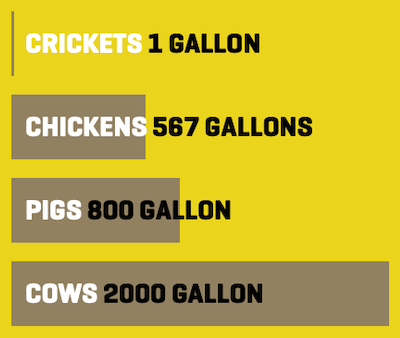 CRICKETS 1 GALLON
CHICKENS 567 GALLONS
PIGS 800 GALLON
COWS 2000 GALLON